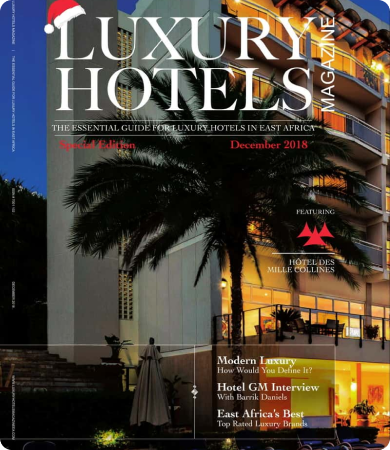 LUXURY
HOTELS
MAGAZINE
THE ESSENTIAL GUIDE FOR LUXURY HOTELS IN EAST AFRICA
Special Edition
December 2018
FEATURING
HÔTEL DES
MILLE COLLINES
Modern Luxury
How Would You Define It?
Hotel GM Interview
With Barrik Daniels
East Africa's Best
Top Rated Luxury Brands